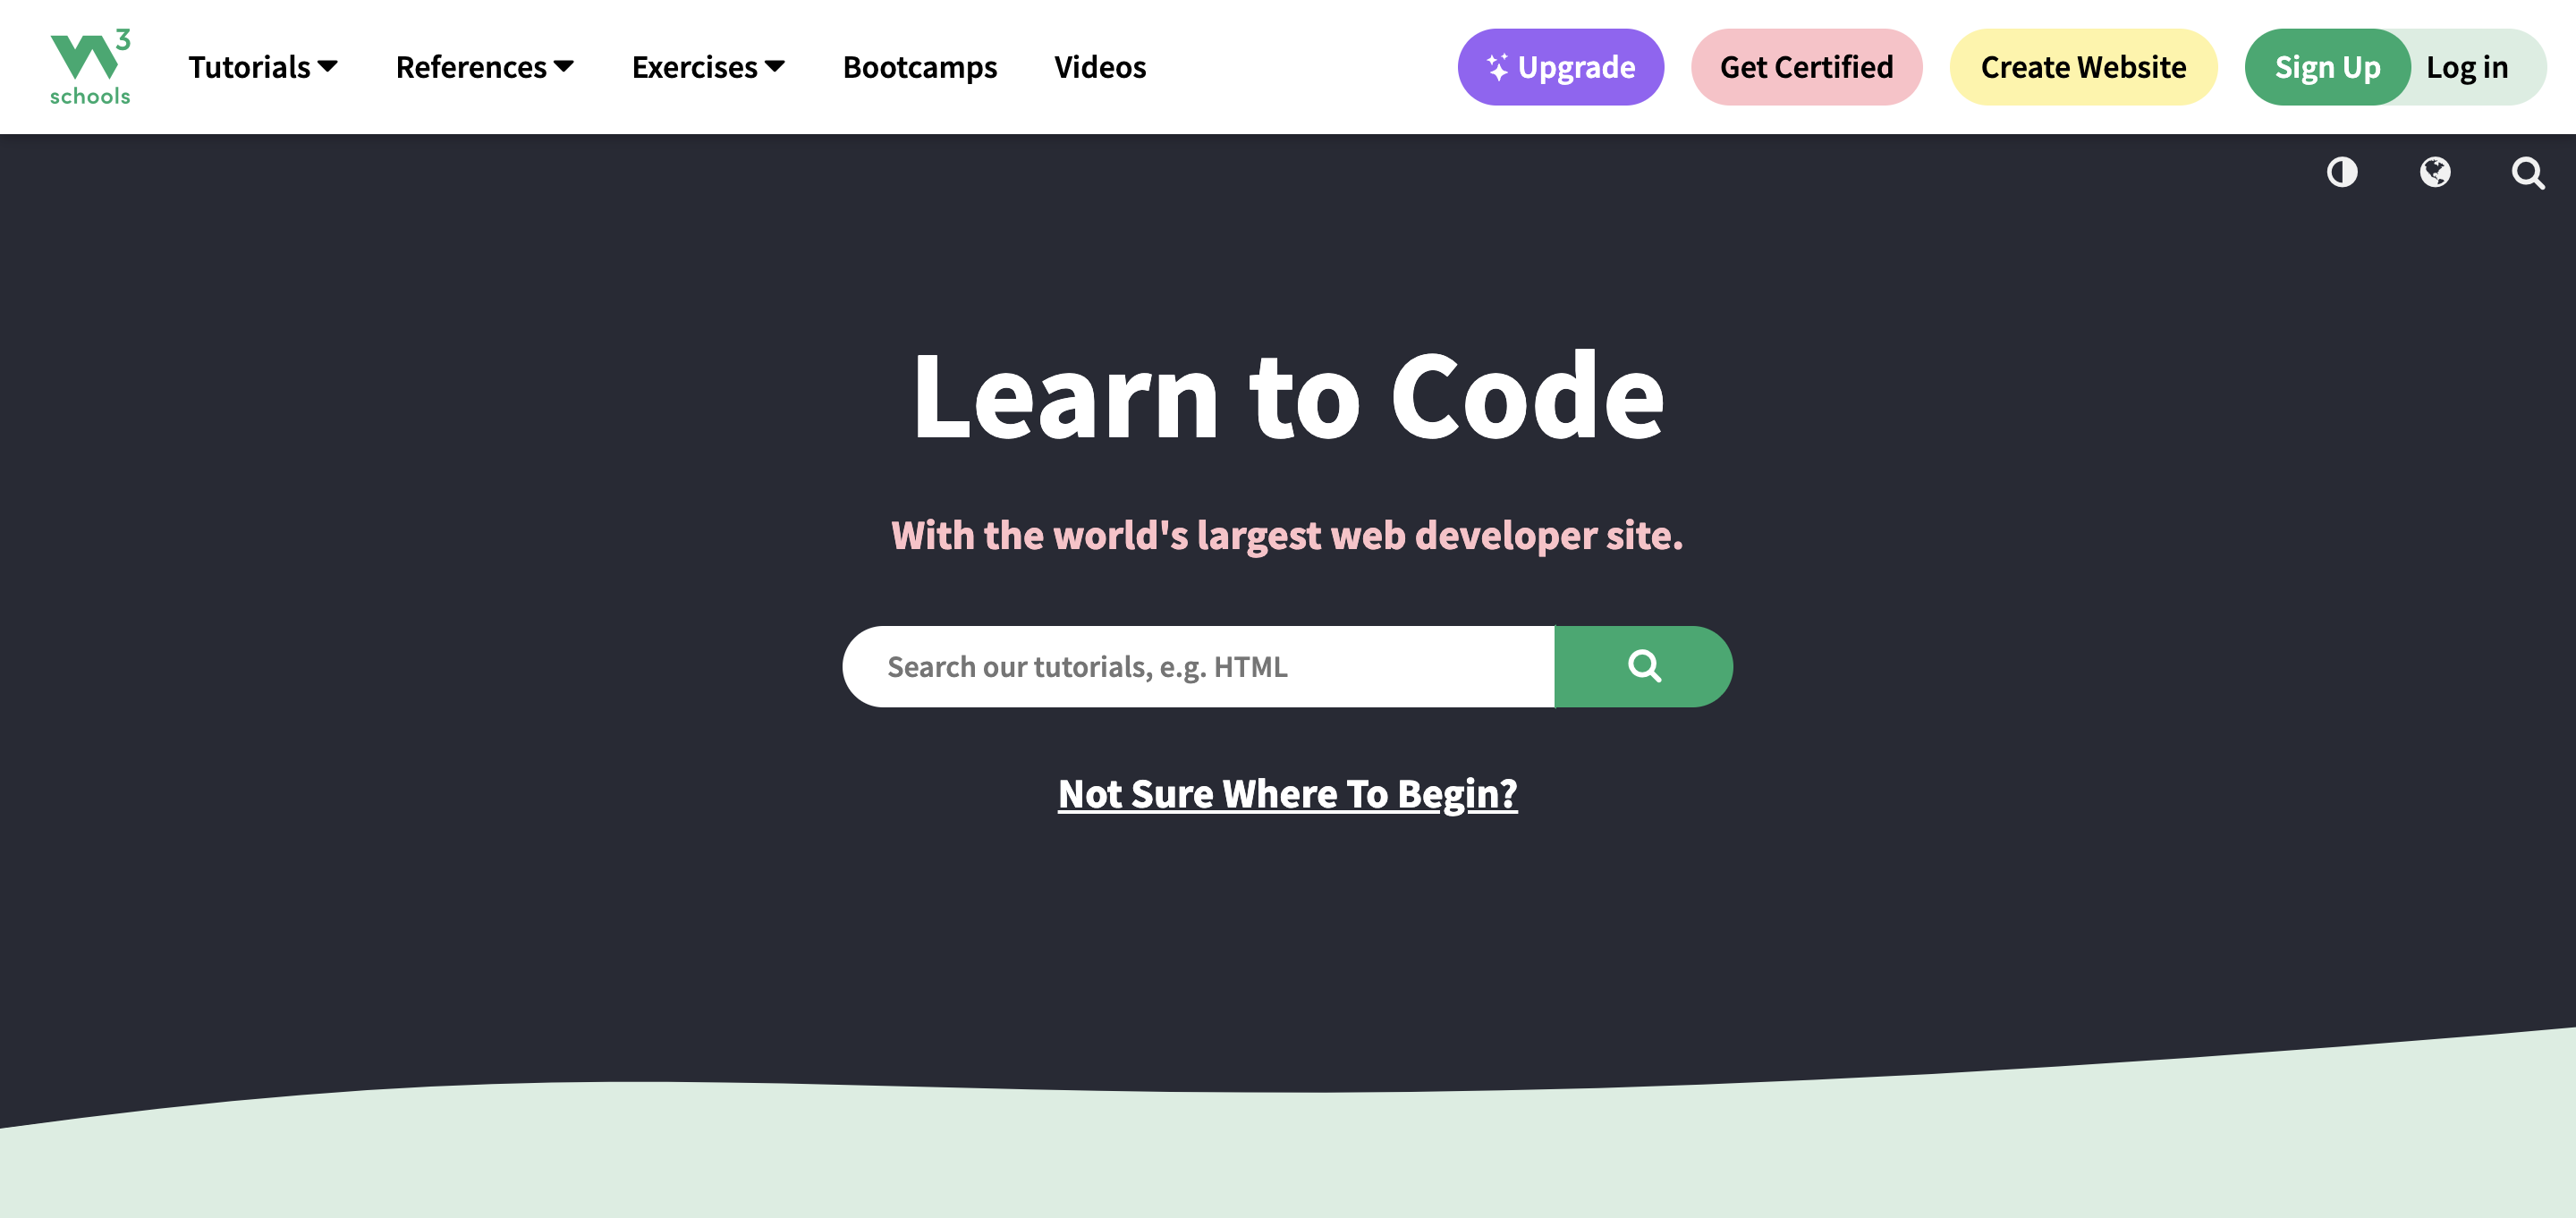 W3 schools
Tutorials References Exercises Bootcamps Videos Upgrade Get Certified Create Website Sign Up Log in
Learn to Code
With the world's largest web developer site.
Search our tutorials, e.g. HTML
Not Sure Where To Begin?